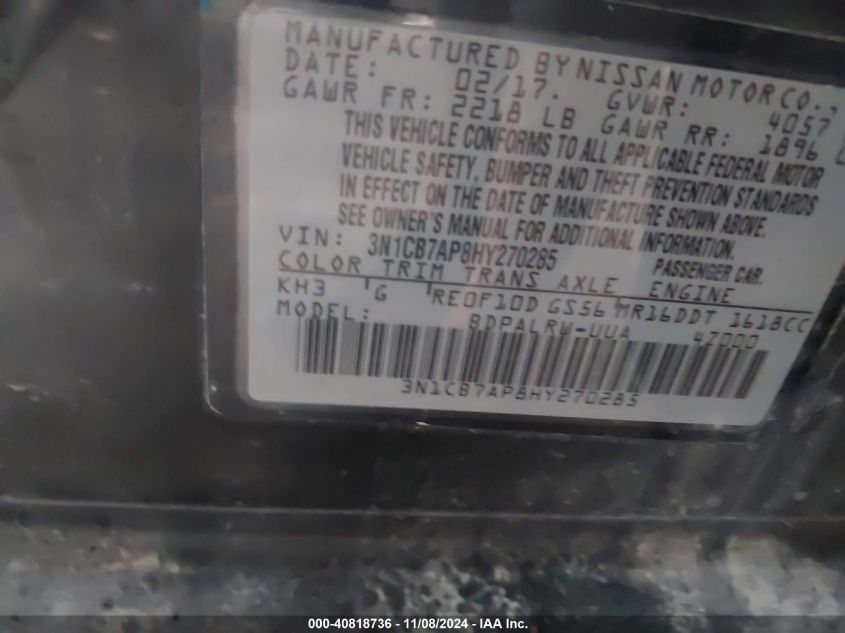 MANUFACTURED BY NISSAN MOTOR CO.,
DATE: 02/17. GVWR: 4057
GAWR FR: 2218 LB GAWR RR: 1896 L
THIS VEHICLE CONFORMS TO ALL APPLICABLE FEDERAL MOTOR
VEHICLE SAFETY, BUMPER AND THEFT PREVENTION STANDARDS
IN EFFECT ON THE DATE OF MANUFACTURE SHOWN ABOVE.
SEE OWNER'S MANUAL FOR ADDITIONAL INFORMATION.
VIN: 3N1CB7AP8HY270285 PASSENGER CAR.
COLOR TRIM TRANS AXLE ENGINE
KH3 G RE0F10D GS56 MR16DDT 1618CC
MODEL: BDPALRW-UUA 4Z000
3N1CB7AP8HY270285
000-40818736 - 11/08/2024 - IAA Inc.